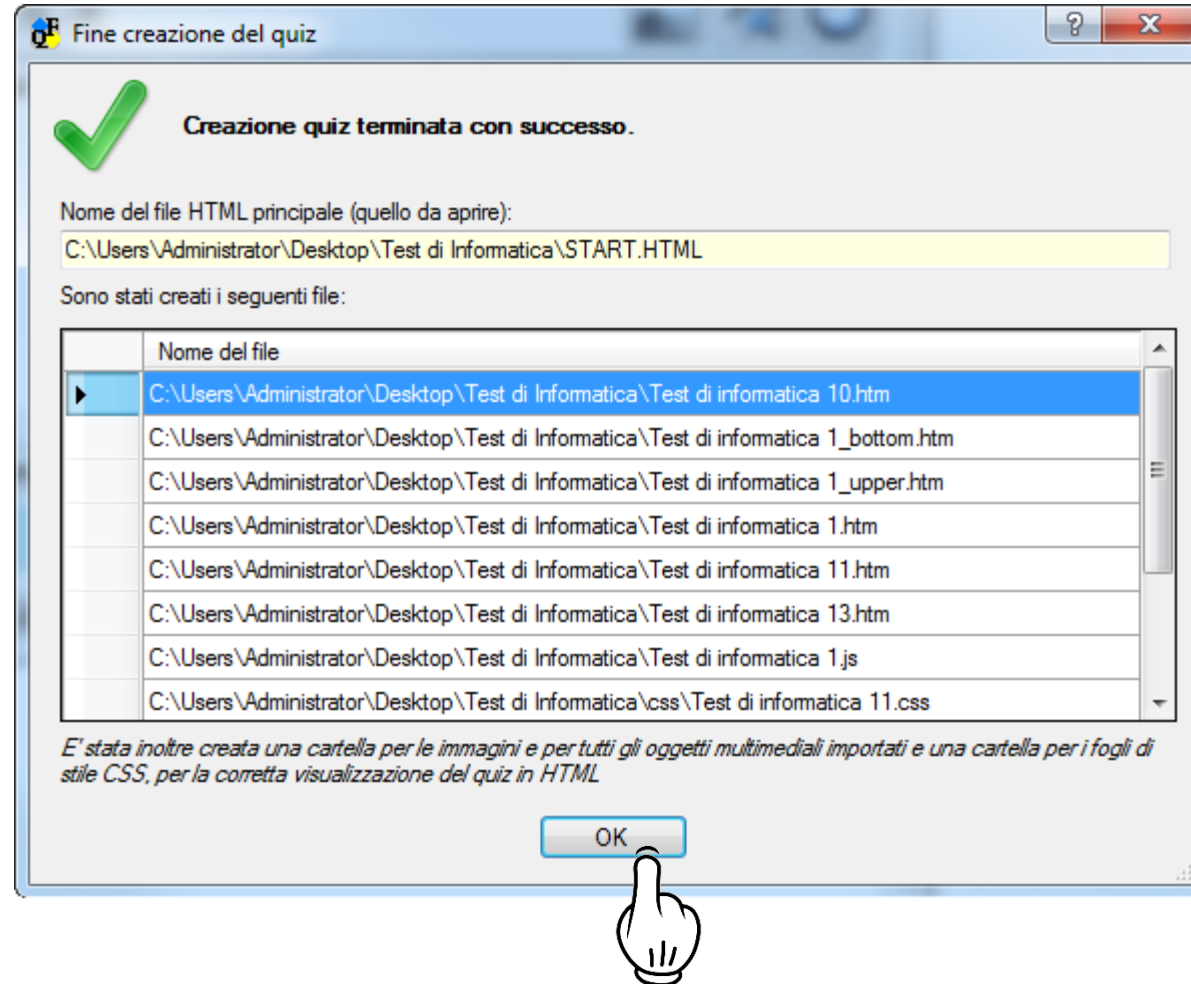 QF Fine creazione del quiz
?
Creazione quiz terminata con successo.
Nome del file HTML principale (quello da aprire):
C:\Users\Administrator\Desktop\Test di Informatica\START.HTML
Sono stati creati i seguenti file:
Nome del file
C:\Users\Administrator\Desktop\Test di Informatica\Test di informatica 10.htm
C:\Users\Administrator\Desktop\Test di Informatica\Test di informatica 1_bottom.htm
C:\Users\Administrator\Desktop\Test di Informatica\Test di informatica 1_upper.htm
C:\Users\Administrator\Desktop\Test di Informatica\Test di informatica 1.htm
C:\Users\Administrator\Desktop\Test di Informatica\Test di informatica 11.htm
C:\Users\Administrator\Desktop\Test di Informatica\Test di informatica 13.htm
C:\Users\Administrator\Desktop\Test di Informatica\Test di informatica 1.js
C:\Users\Administrator\Desktop\Test di Informatica\css\Test di informatica 11.css
E' stata inoltre creata una cartella per le immagini e per tutti gli oggetti multimediali importati e una cartella per i fogli di
stile CSS, per la corretta visualizzazione del quiz in HTML
OK